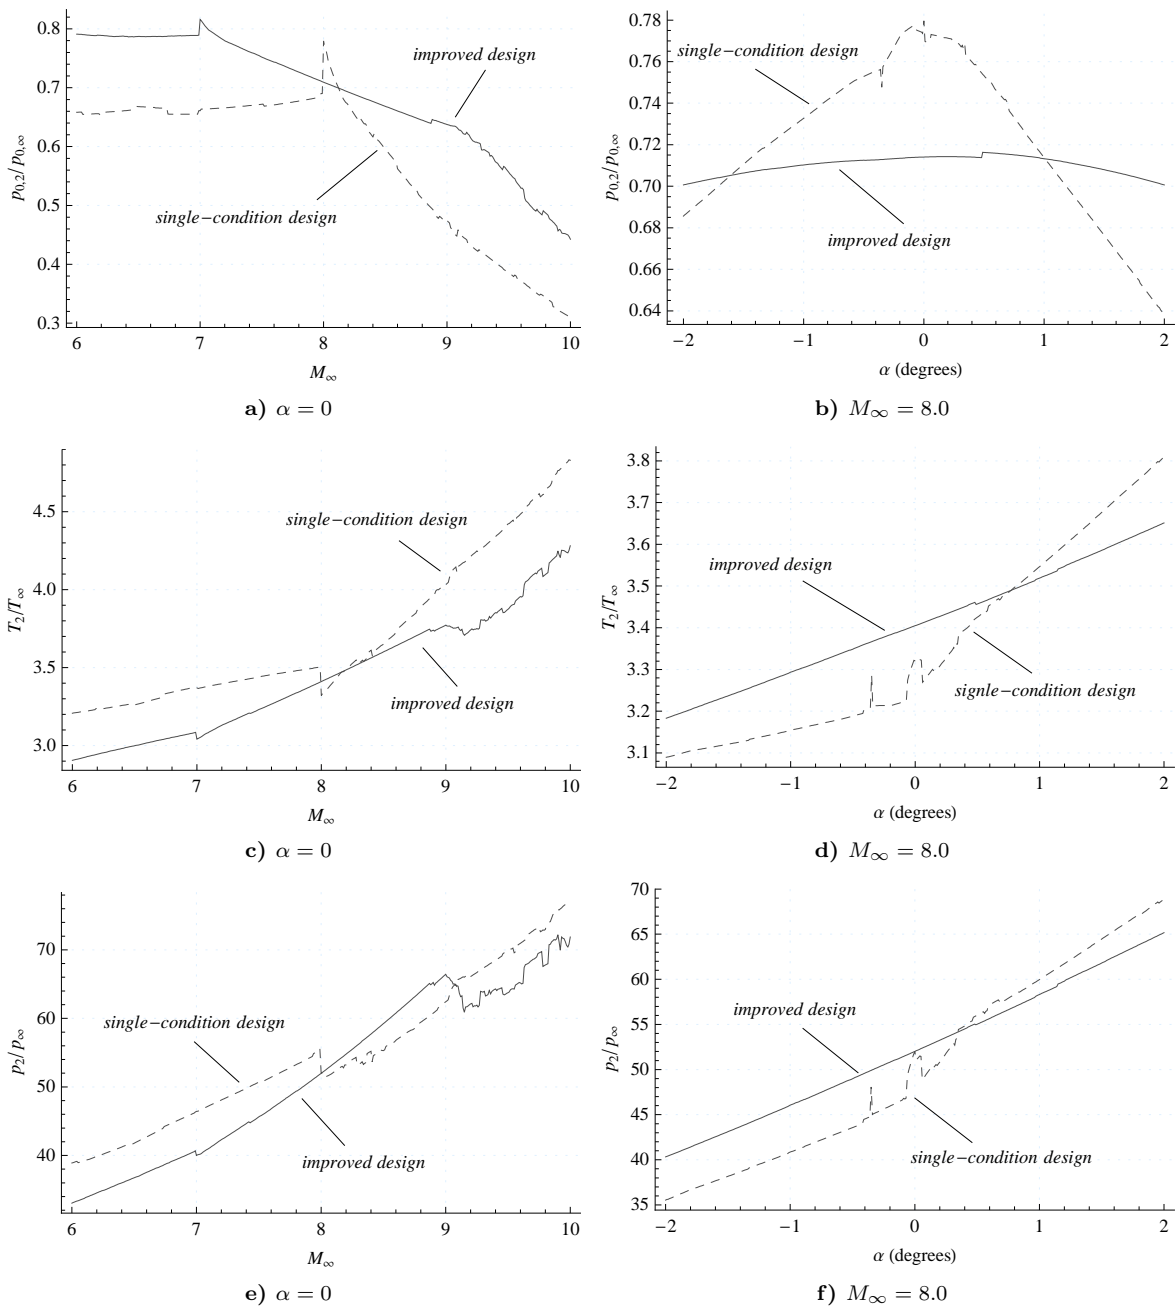 0.8
0.7
0.6
0.5
0.4
0.3
p0,2/p0,∞
improved design
single−condition design
6 7 8 9 10
M∞
a) α = 0
0.78
0.76
0.74
0.72
0.70
0.68
0.66
0.64
p0,2/p0,∞
single−condition design
improved design
−2 −1 0 1 2
α (degrees)
b) M∞ = 8.0
4.5
4.0
3.5
3.0
T2/T∞
single−condition design
improved design
6 7 8 9 10
M∞
c) α = 0
3.8
3.7
3.6
3.5
3.4
3.3
3.2
3.1
T2/T∞
improved design
signle−condition design
−2 −1 0 1 2
α (degrees)
d) M∞ = 8.0
70
60
50
40
p2/p∞
single−condition design
improved design
6 7 8 9 10
M∞
e) α = 0
70
65
60
55
50
45
40
35
p2/p∞
improved design
single−condition design
−2 −1 0 1 2
α (degrees)
f) M∞ = 8.0